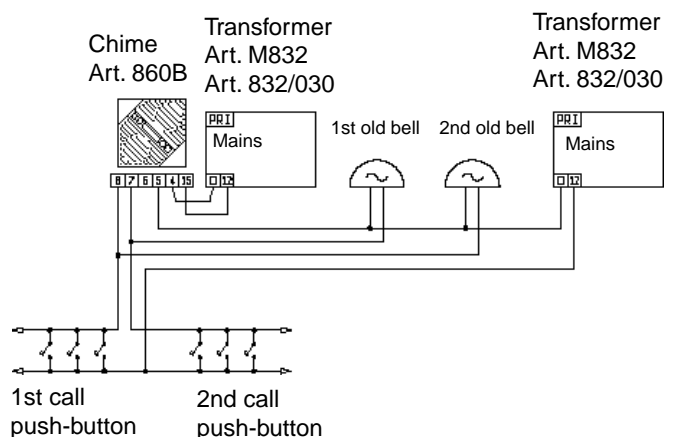 Chime
Art. 860B
Transformer
Art. M832
Art. 832/030
Transformer
Art. M832
Art. 832/030
PRI
Mains
1st old bell
2nd old bell
PRI
Mains
8 7 6 5 4 15
0 12
0 12
1st call
push-button
2nd call
push-button